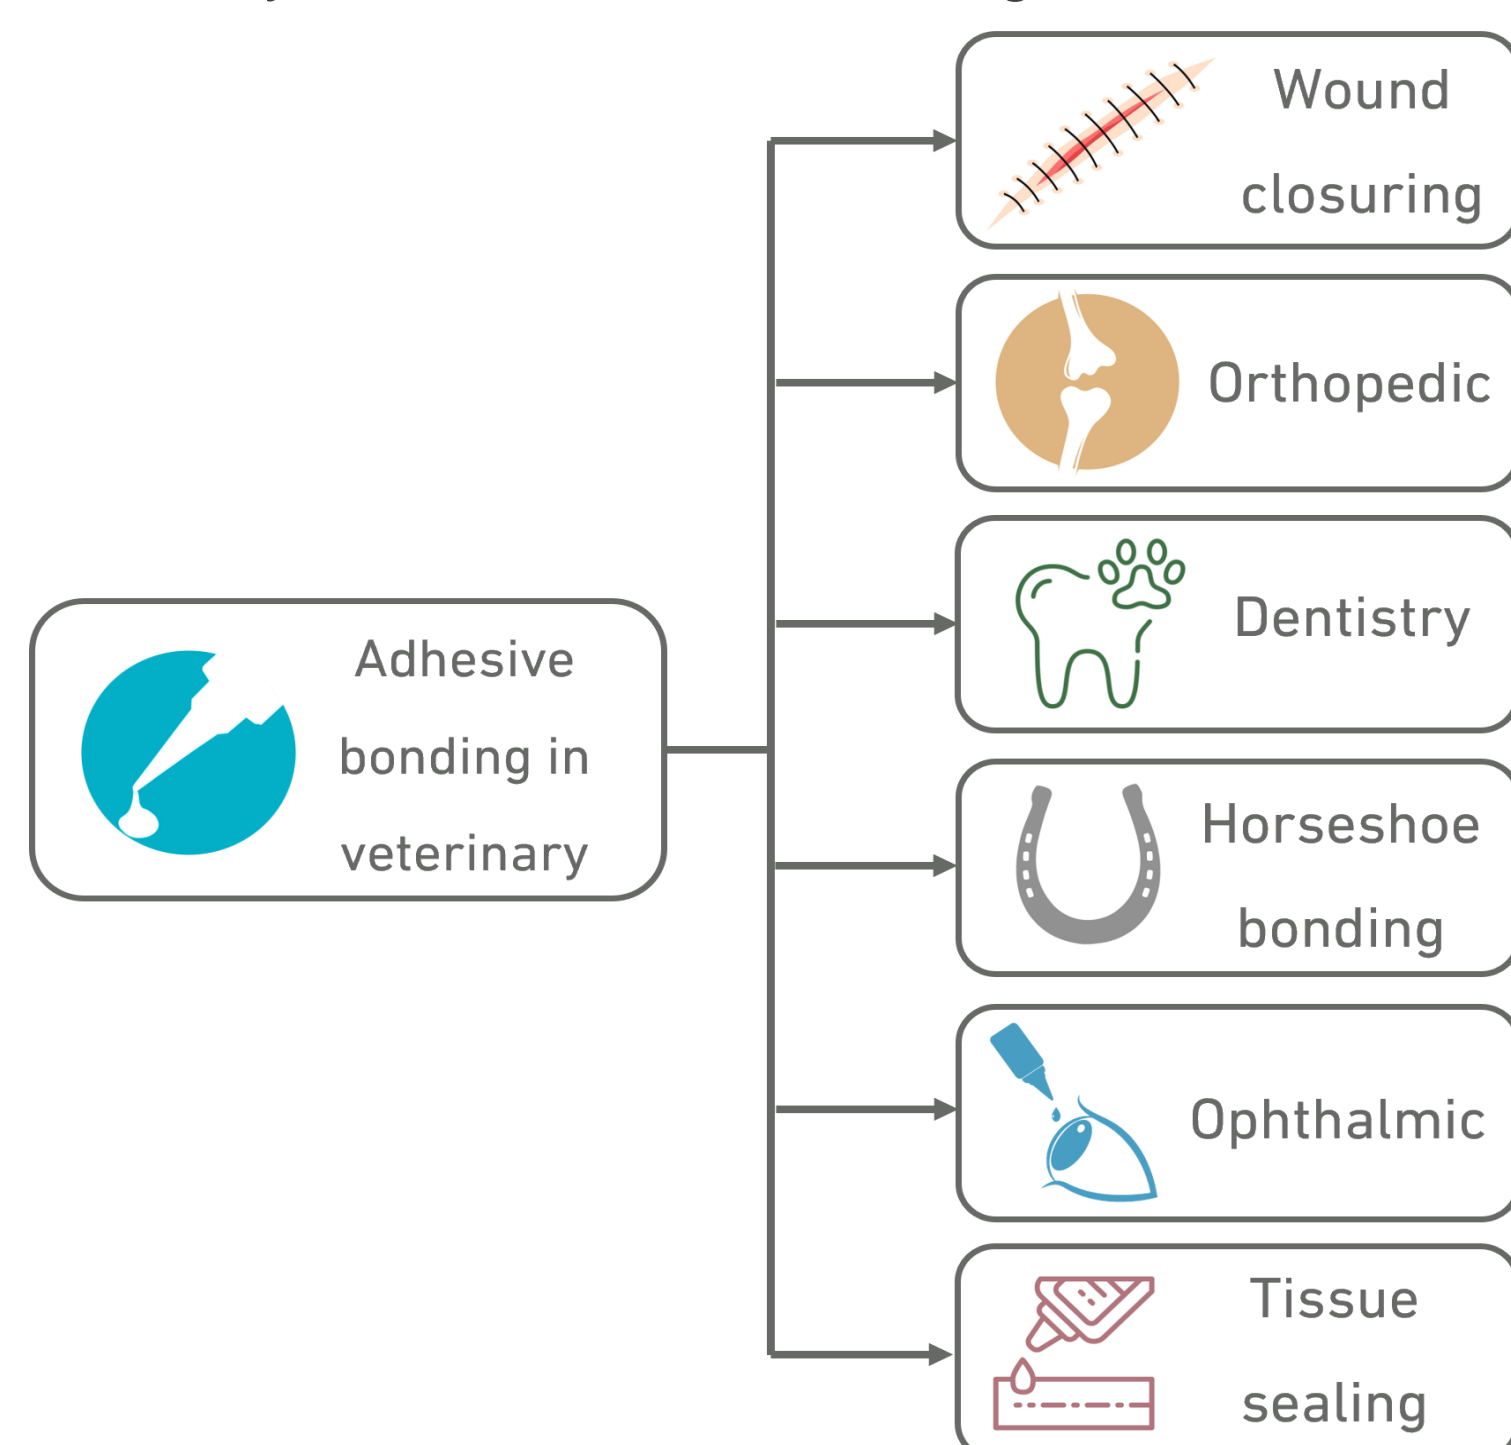 Wound
closuring
Orthopedic
Dentistry
Adhesive
bonding in
veterinary
Horseshoe
bonding
Ophthalmic
Tissue
sealing